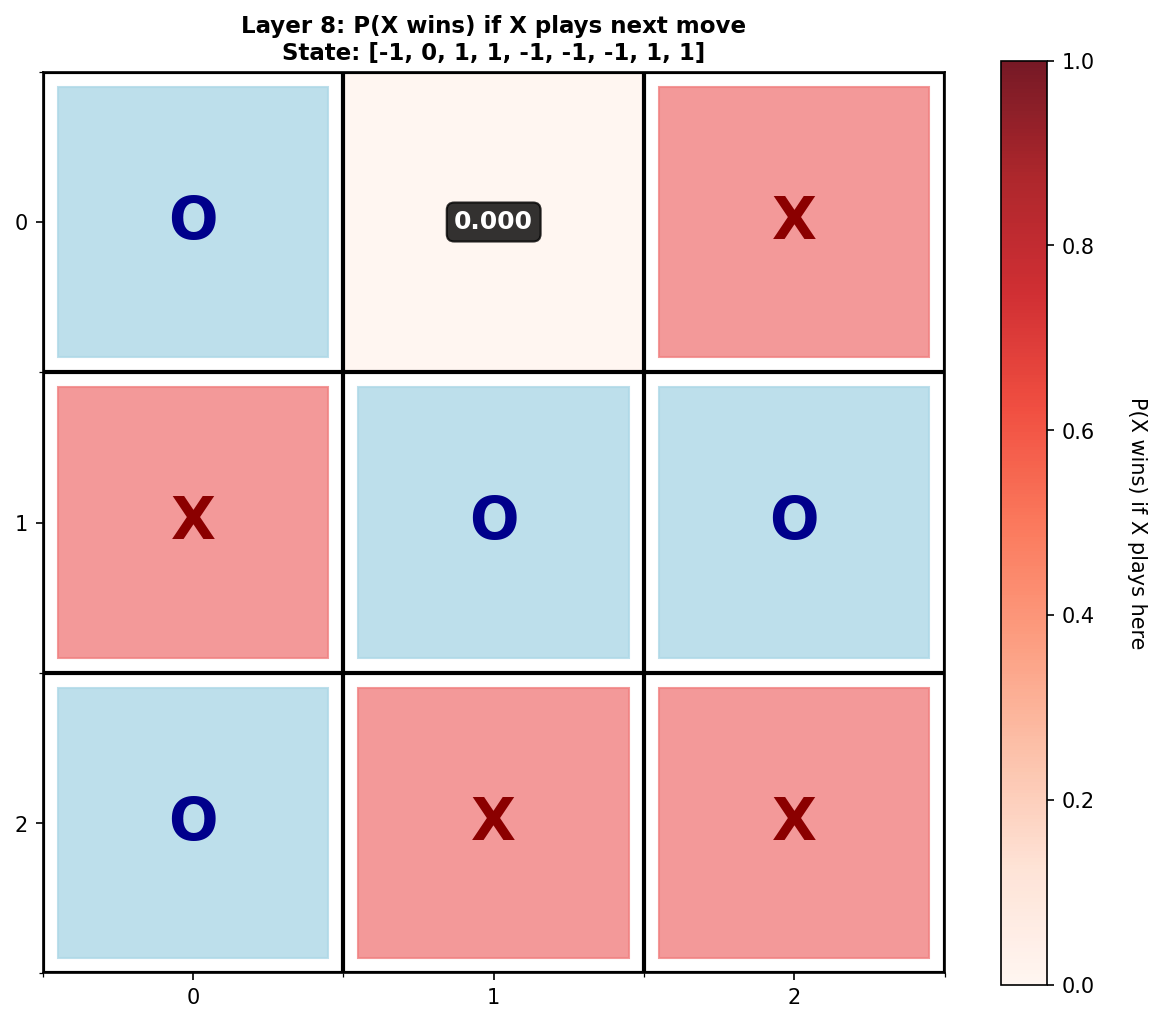 Layer 8: P(X wins) if X plays next move
State: [-1, 0, 1, 1, -1, -1, -1, 1, 1]
0
O
0.000
X
1
X
O
O
2
O
X
X
0
1
2
1.0
0.8
0.6
0.4
0.2
0.0
P(X wins) if X plays here